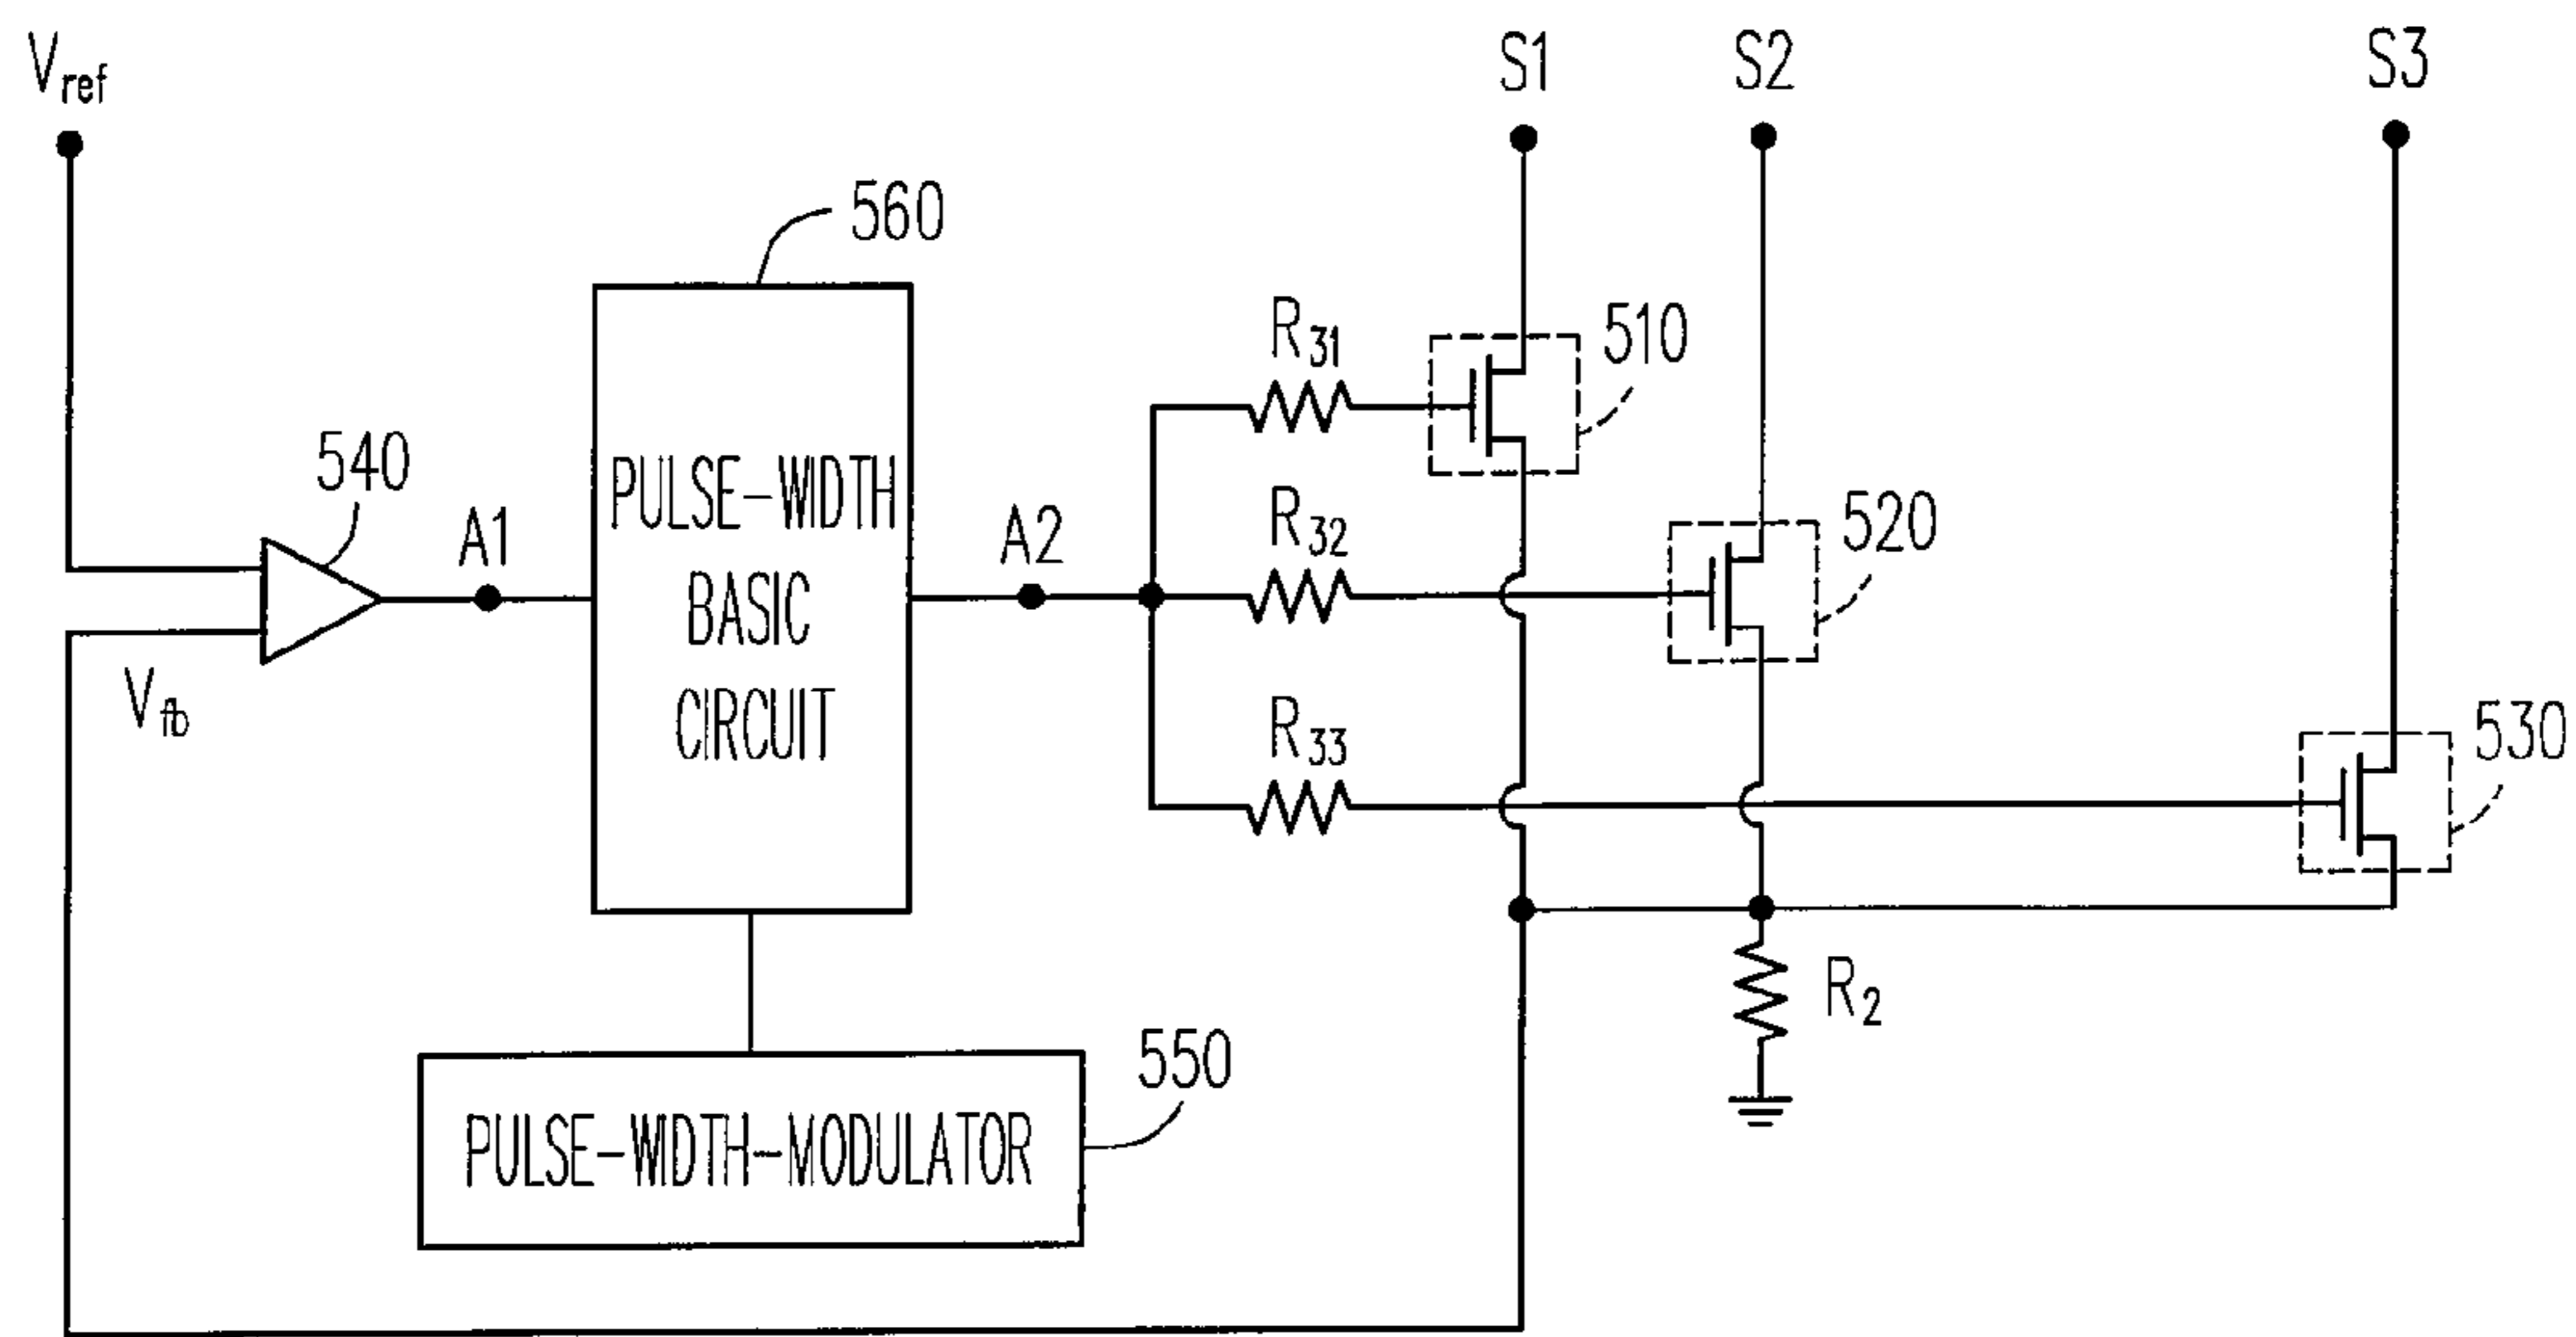 Vref
S1
S2
S3
560
R31
510
540
A1
PULSE-WIDTH
BASIC
CIRCUIT
A2
R32
520
Vfb
R33
530
R2
550
PULSE-WIDTH-MODULATOR